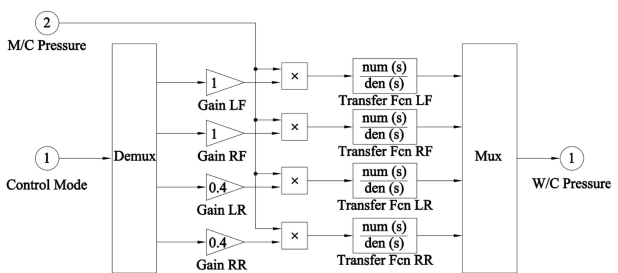 2
M/C Pressure
1
Control Mode
Demux
1
Gain LF
×
num (s)
den (s)
Transfer Fcn LF
1
Gain RF
×
num (s)
den (s)
Transfer Fcn RF
0.4
Gain LR
×
num (s)
den (s)
Transfer Fcn LR
0.4
Gain RR
×
num (s)
den (s)
Transfer Fcn RR
Mux
1
W/C Pressure